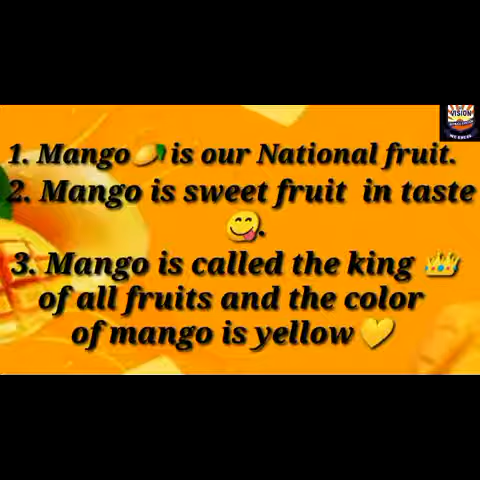 VISION
1. Mango🥭 is our National fruit.
2. Mango is sweet fruit in taste
😋.
3. Mango is called the king 👑
of all fruits and the color
of mango is yellow 💛